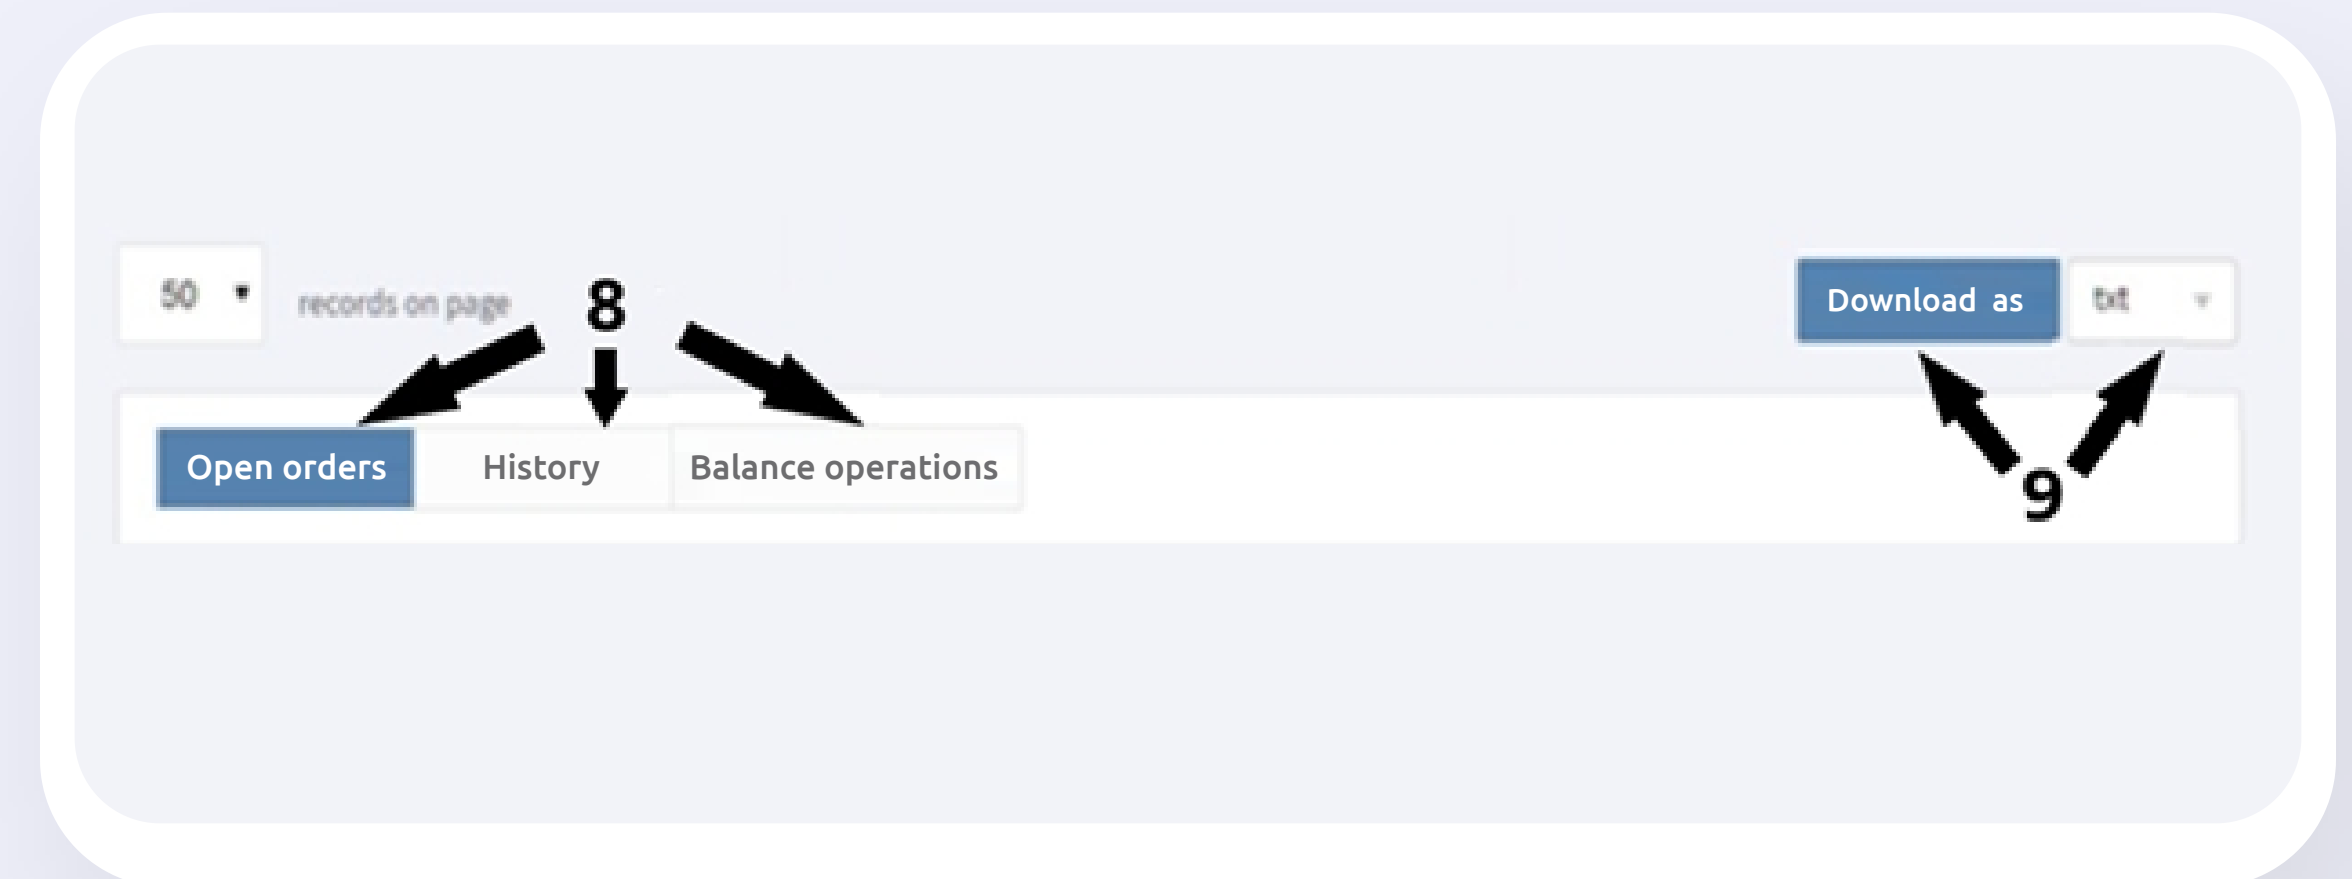 50
records on page
8
Download as
txt
Open orders
History
Balance operations
9